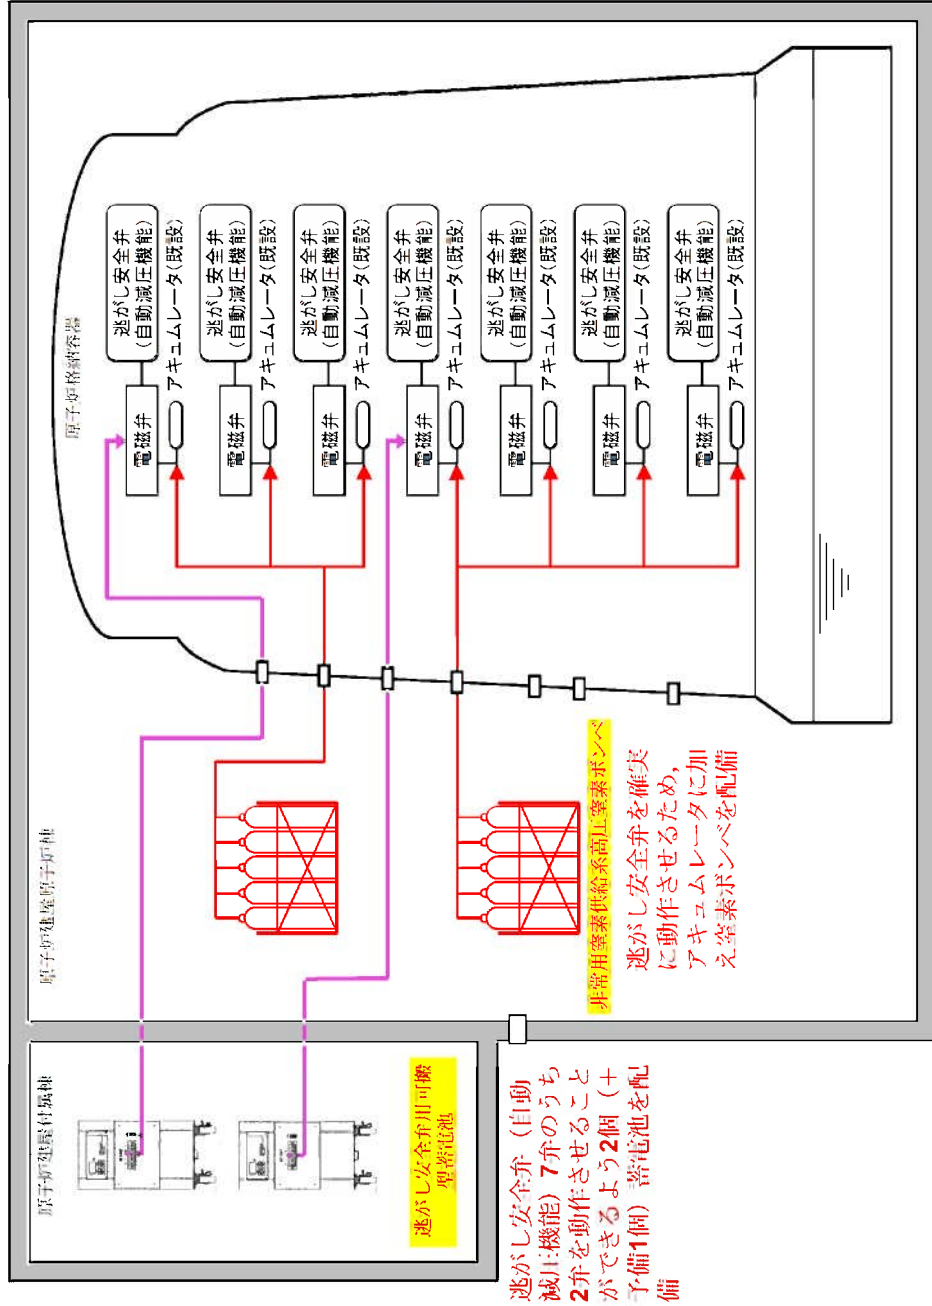 原子炉建屋付属棟
原子炉建屋原子炉棟
原子炉格納容器
逃がし安全弁用可搬
型蓄電池
逃がし安全弁（自動
減圧機能）7弁のうち
2弁を動作させること
ができるよう2個（＋
予備1個）蓄電池を配
備
非常用窒素供給系高圧窒素ボンベ
逃がし安全弁を確実
に動作させるため，
アキュムレータに加
え窒素ボンベを配備
電磁弁
逃がし安全弁
(自動減圧機能)
アキュムレータ(既設)
電磁弁
逃がし安全弁
(自動減圧機能)
アキュムレータ(既設)
電磁弁
逃がし安全弁
(自動減圧機能)
アキュムレータ(既設)
電磁弁
逃がし安全弁
(自動減圧機能)
アキュムレータ(既設)
電磁弁
逃がし安全弁
(自動減圧機能)
アキュムレータ(既設)
電磁弁
逃がし安全弁
(自動減圧機能)
アキュムレータ(既設)
電磁弁
逃がし安全弁
(自動減圧機能)
アキュムレータ(既設)